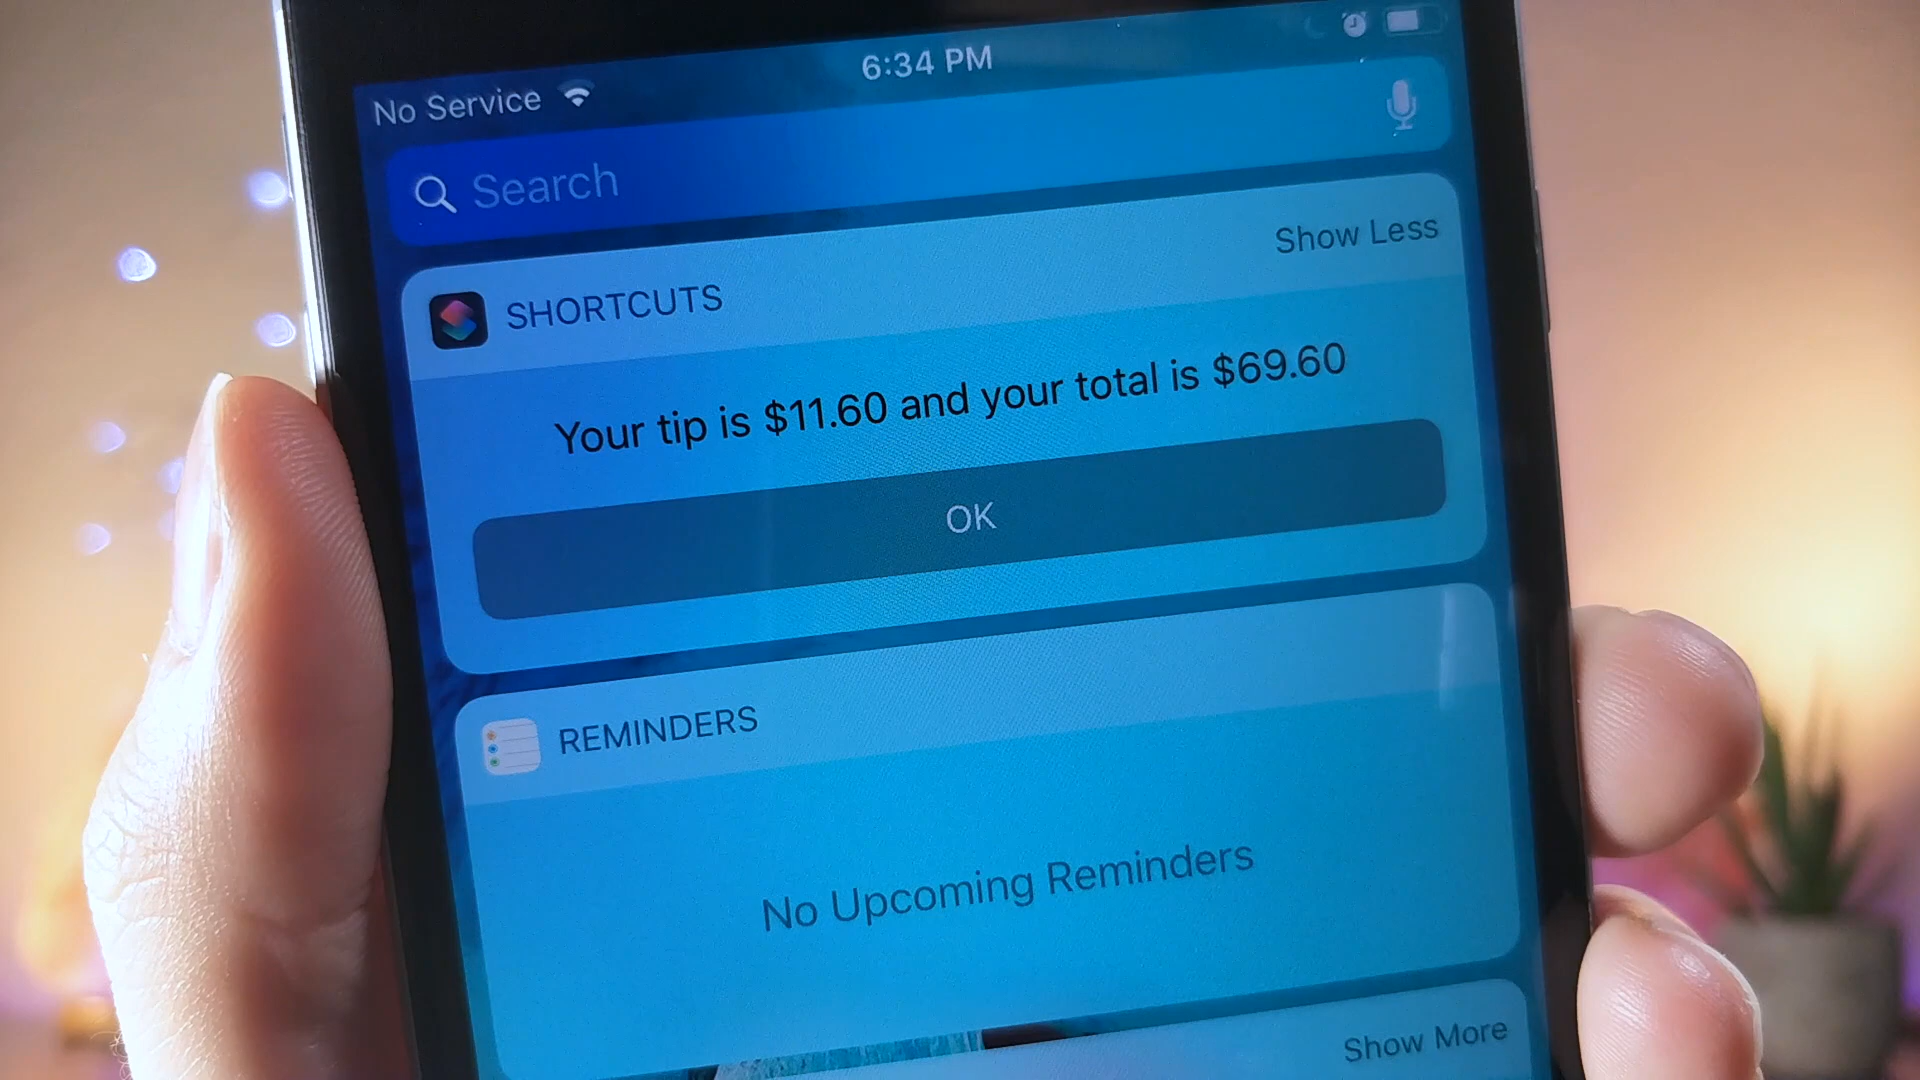 No Service
6:34 PM
Search
Show Less
SHORTCUTS
Your tip is $11.60 and your total is $69.60
OK
REMINDERS
No Upcoming Reminders
Show More